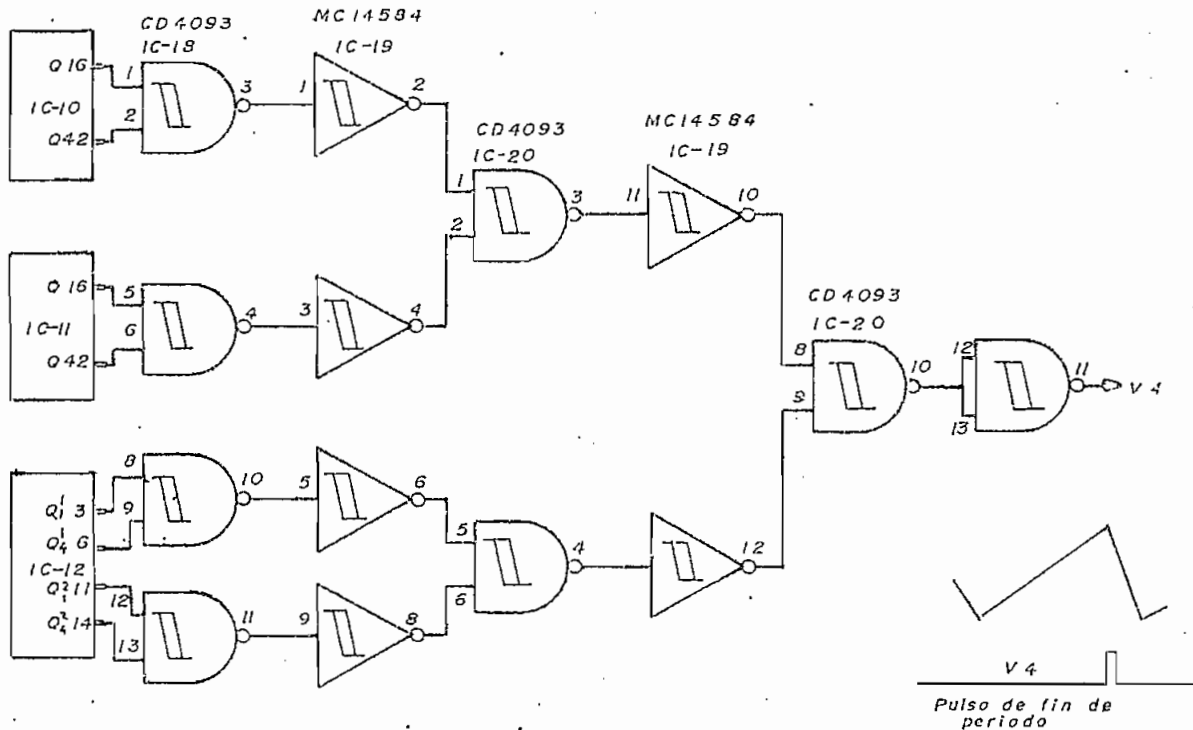 CD4093
IC-18
MC14584
IC-19
Q 16
IC-10
Q42
1
2
3
1
2
CD4093
IC-20
MC14584
IC-19
1
2
3
11
10
Q 16
IC-11
Q42
5
6
4
3
4
CD4093
IC-20
8
9
10
12
13
11
V4
Q¹₁ 3
Q¹₄ 6
IC-12
Q²₁ 11
Q²₄ 14
8
9
10
5
6
12
13
11
9
8
5
6
4
12
V4
Pulso de fin de
periodo